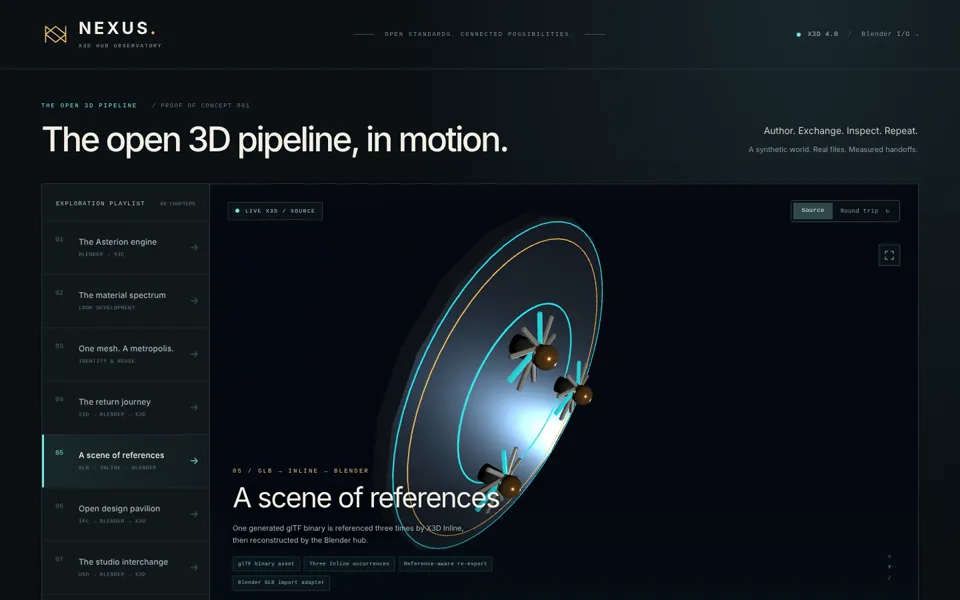 NEXUS.
X3D HUB OBSERVATORY
OPEN STANDARDS. CONNECTED POSSIBILITIES.
X3D 4.0 / Blender I/O
THE OPEN 3D PIPELINE / PROOF OF CONCEPT 001
The open 3D pipeline, in motion.
Author. Exchange. Inspect. Repeat.
A synthetic world. Real files. Measured handoffs.
EXPLORATION PLAYLIST
CHAPTERS
01
The Asterion engine
BLENDER → X3D
02
The material spectrum
LOOK DEVELOPMENT
03
One mesh. A metropolis.
IDENTITY & REUSE
04
The return journey
X3D → BLENDER → X3D
05
A scene of references
GLB → INLINE → BLENDER
06
Open design pavilion
IFC → BLENDER → X3D
07
The studio interchange
USD → BLENDER → X3D
LIVE X3D / SOURCE
Source
Round trip
05 / GLB → INLINE → BLENDER
A scene of references
One generated glTF binary is referenced three times by X3D Inline,
then reconstructed by the Blender hub.
glTF binary asset
Three Inline occurrences
Reference-aware re-export
Blender GLB import adapter